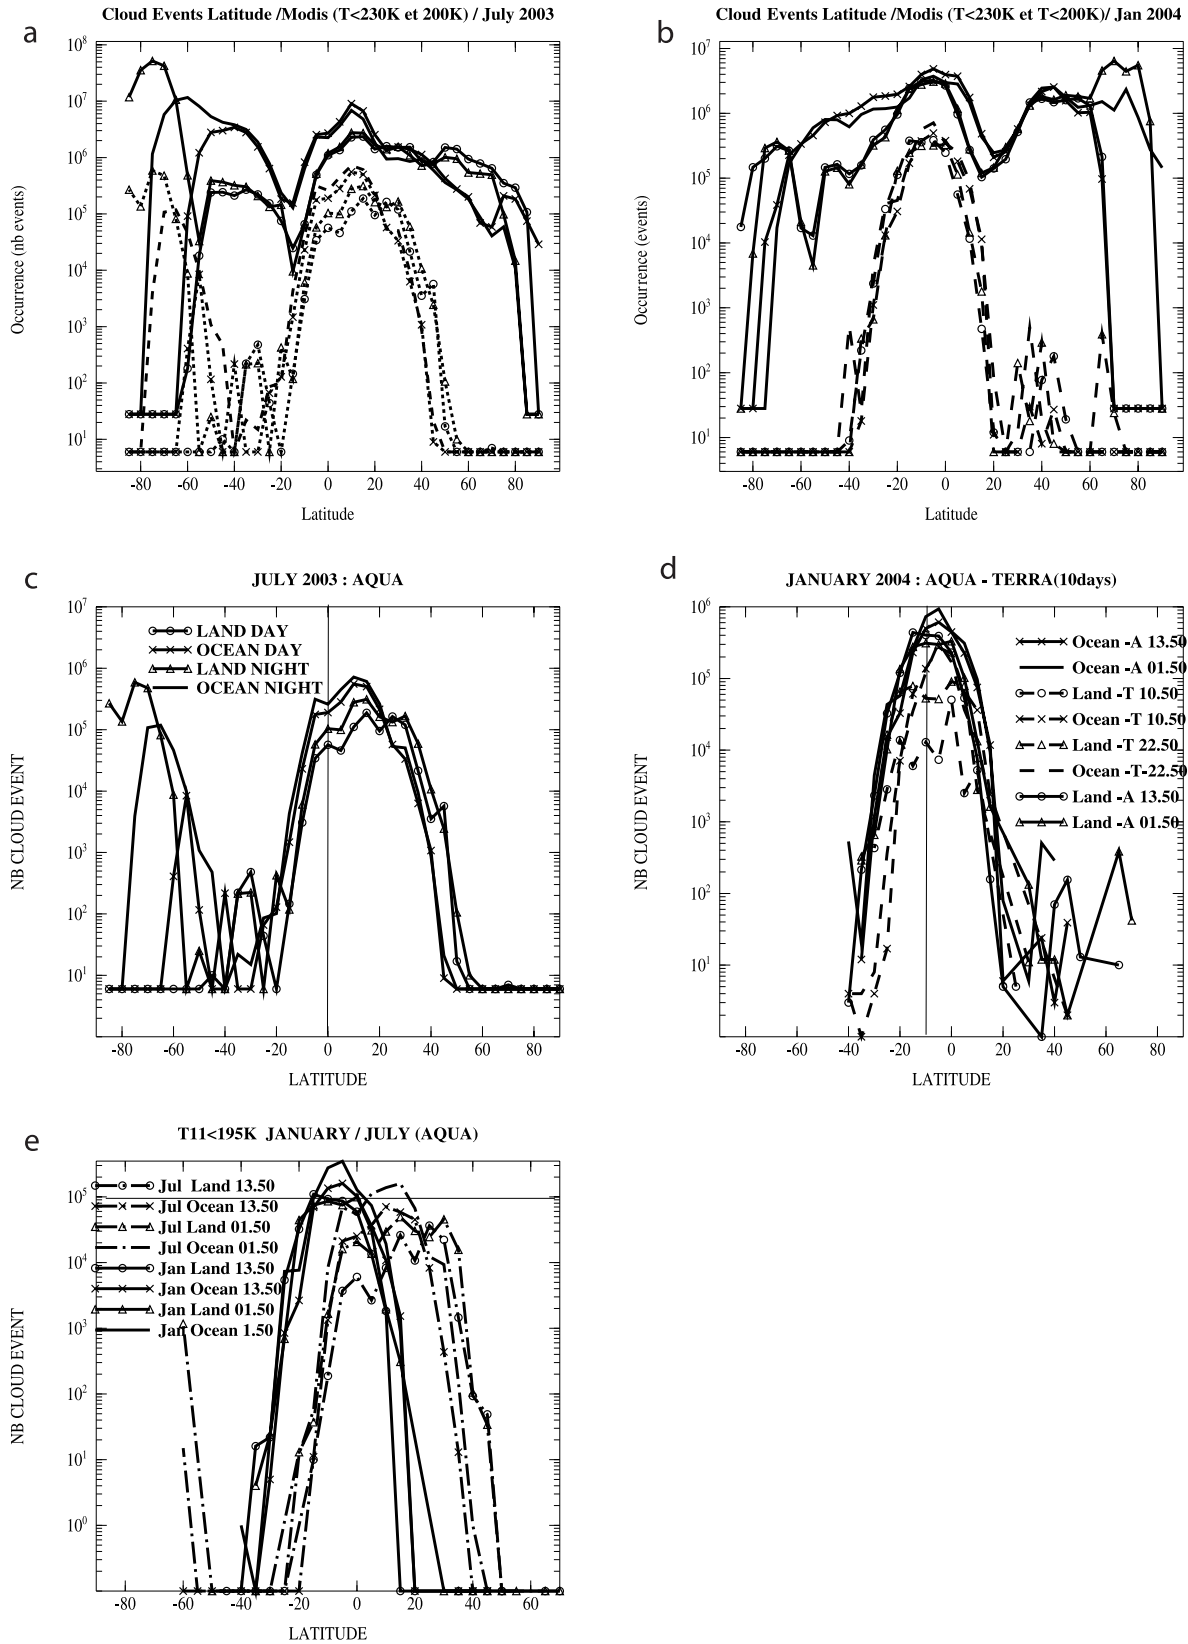 a
Cloud Events Latitude /Modis (T<230K et 200K) / July 2003
10^8
10^7
10^6
10^5
10^4
10^3
10^2
10^1
Occurrence (nb events)
-80 -60 -40 -20 0 20 40 60 80
Latitude
b
Cloud Events Latitude /Modis (T<230K et T<200K)/ Jan 2004
10^7
10^6
10^5
10^4
10^3
10^2
10^1
Occurrence (events)
-80 -60 -40 -20 0 20 40 60 80
Latitude
c
JULY 2003 : AQUA
10^7
10^6
10^5
10^4
10^3
10^2
10^1
NB CLOUD EVENT
LAND DAY
OCEAN DAY
LAND NIGHT
OCEAN NIGHT
-80 -60 -40 -20 0 20 40 60 80
LATITUDE
d
JANUARY 2004 : AQUA - TERRA(10days)
10^6
10^5
10^4
10^3
10^2
10^1
NB CLOUD EVENT
Ocean -A 13.50
Ocean -A 01.50
Land -T 10.50
Ocean -T 10.50
Land -T 22.50
Ocean -T-22.50
Land -A 13.50
Land -A 01.50
-80 -60 -40 -20 0 20 40 60 80
LATITUDE
e
T11<195K JANUARY / JULY (AQUA)
10^5
10^4
10^3
10^2
10^1
10^0
NB CLOUD EVENT
Jul Land 13.50
Jul Ocean 13.50
Jul Land 01.50
Jul Ocean 01.50
Jan Land 13.50
Jan Ocean 13.50
Jan Land 01.50
Jan Ocean 1.50
-80 -60 -40 -20 0 20 40 60
LATITUDE